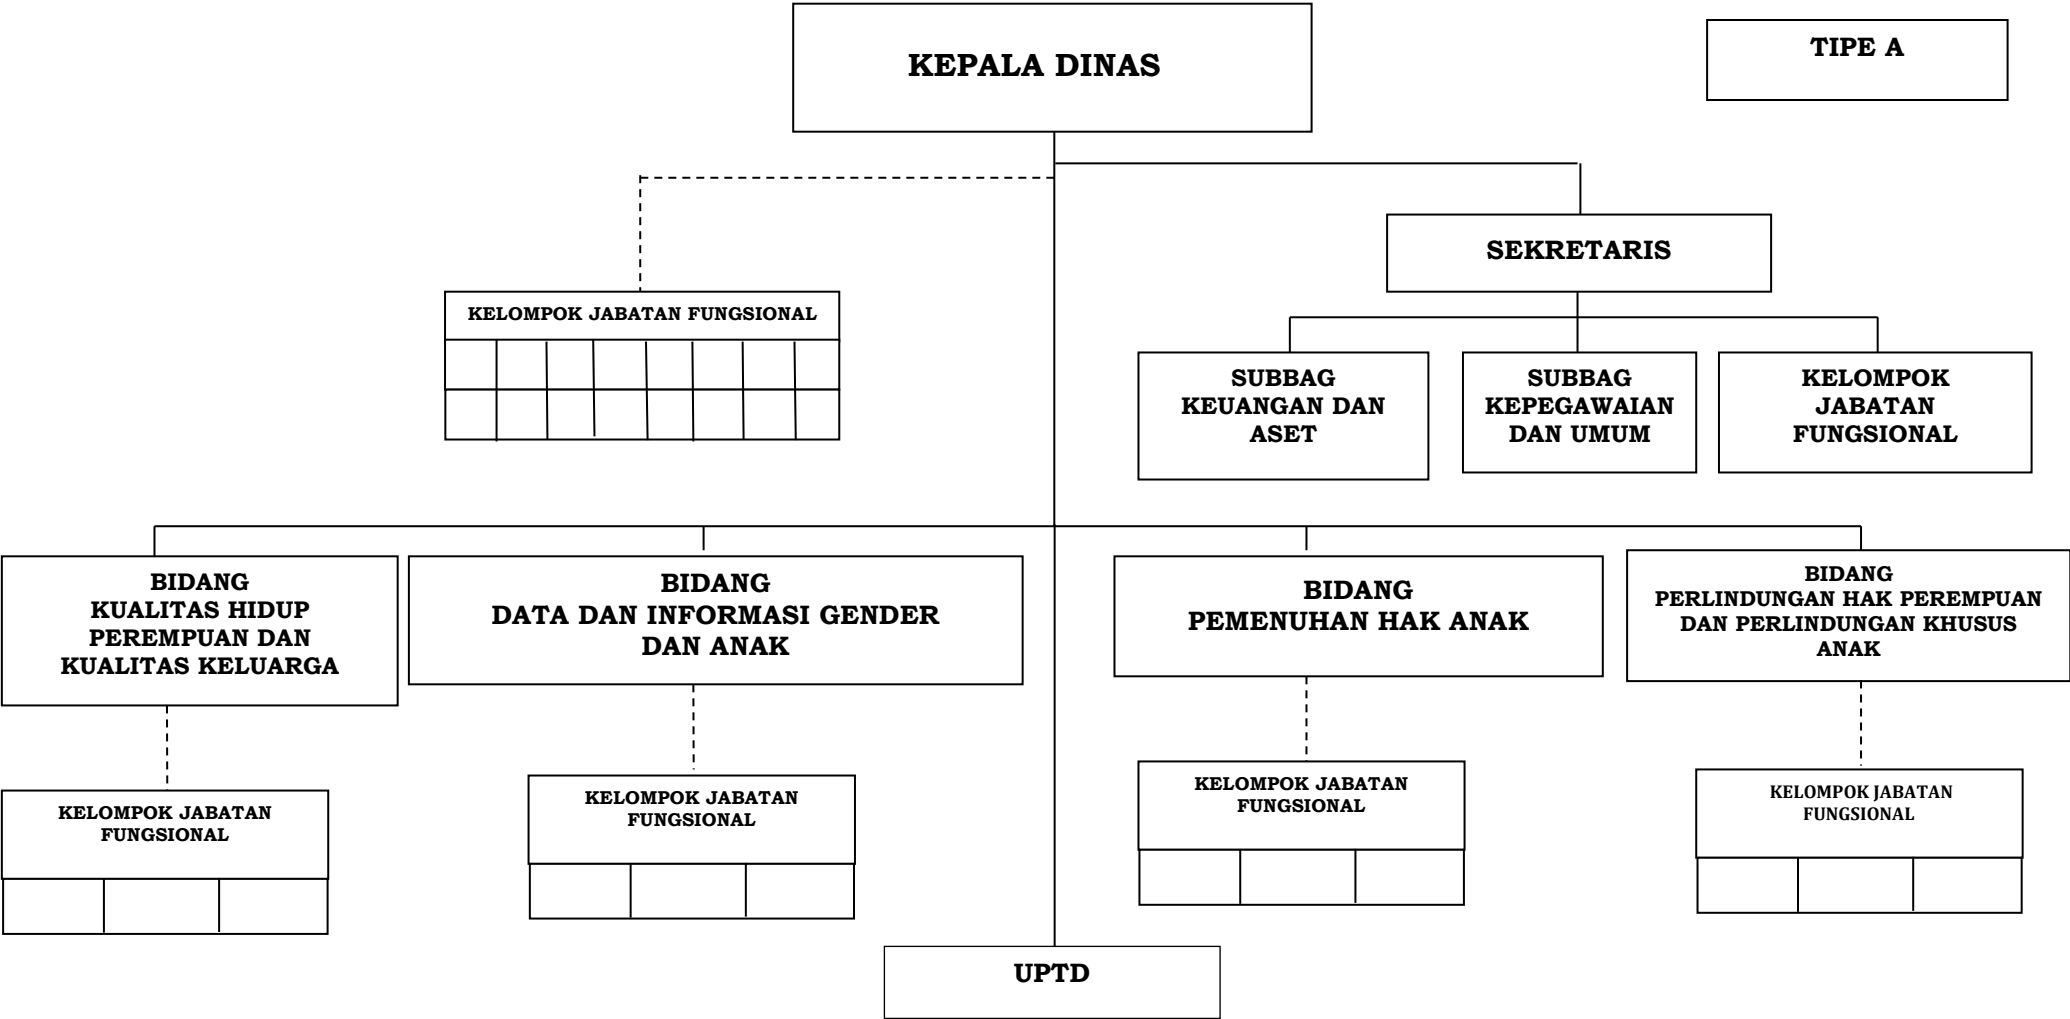 KEPALA DINAS
TIPE A
SEKRETARIS
KELOMPOK JABATAN FUNGSIONAL
SUBBAG
KEUANGAN DAN
ASET
SUBBAG
KEPEGAWAIAN
DAN UMUM
KELOMPOK
JABATAN
FUNGSIONAL
BIDANG
KUALITAS HIDUP
PEREMPUAN DAN
KUALITAS KELUARGA
BIDANG
DATA DAN INFORMASI GENDER
DAN ANAK
BIDANG
PEMENUHAN HAK ANAK
BIDANG
PERLINDUNGAN HAK PEREMPUAN
DAN PERLINDUNGAN KHUSUS
ANAK
KELOMPOK JABATAN
FUNGSIONAL
KELOMPOK JABATAN
FUNGSIONAL
KELOMPOK JABATAN
FUNGSIONAL
KELOMPOK JABATAN
FUNGSIONAL
UPTD